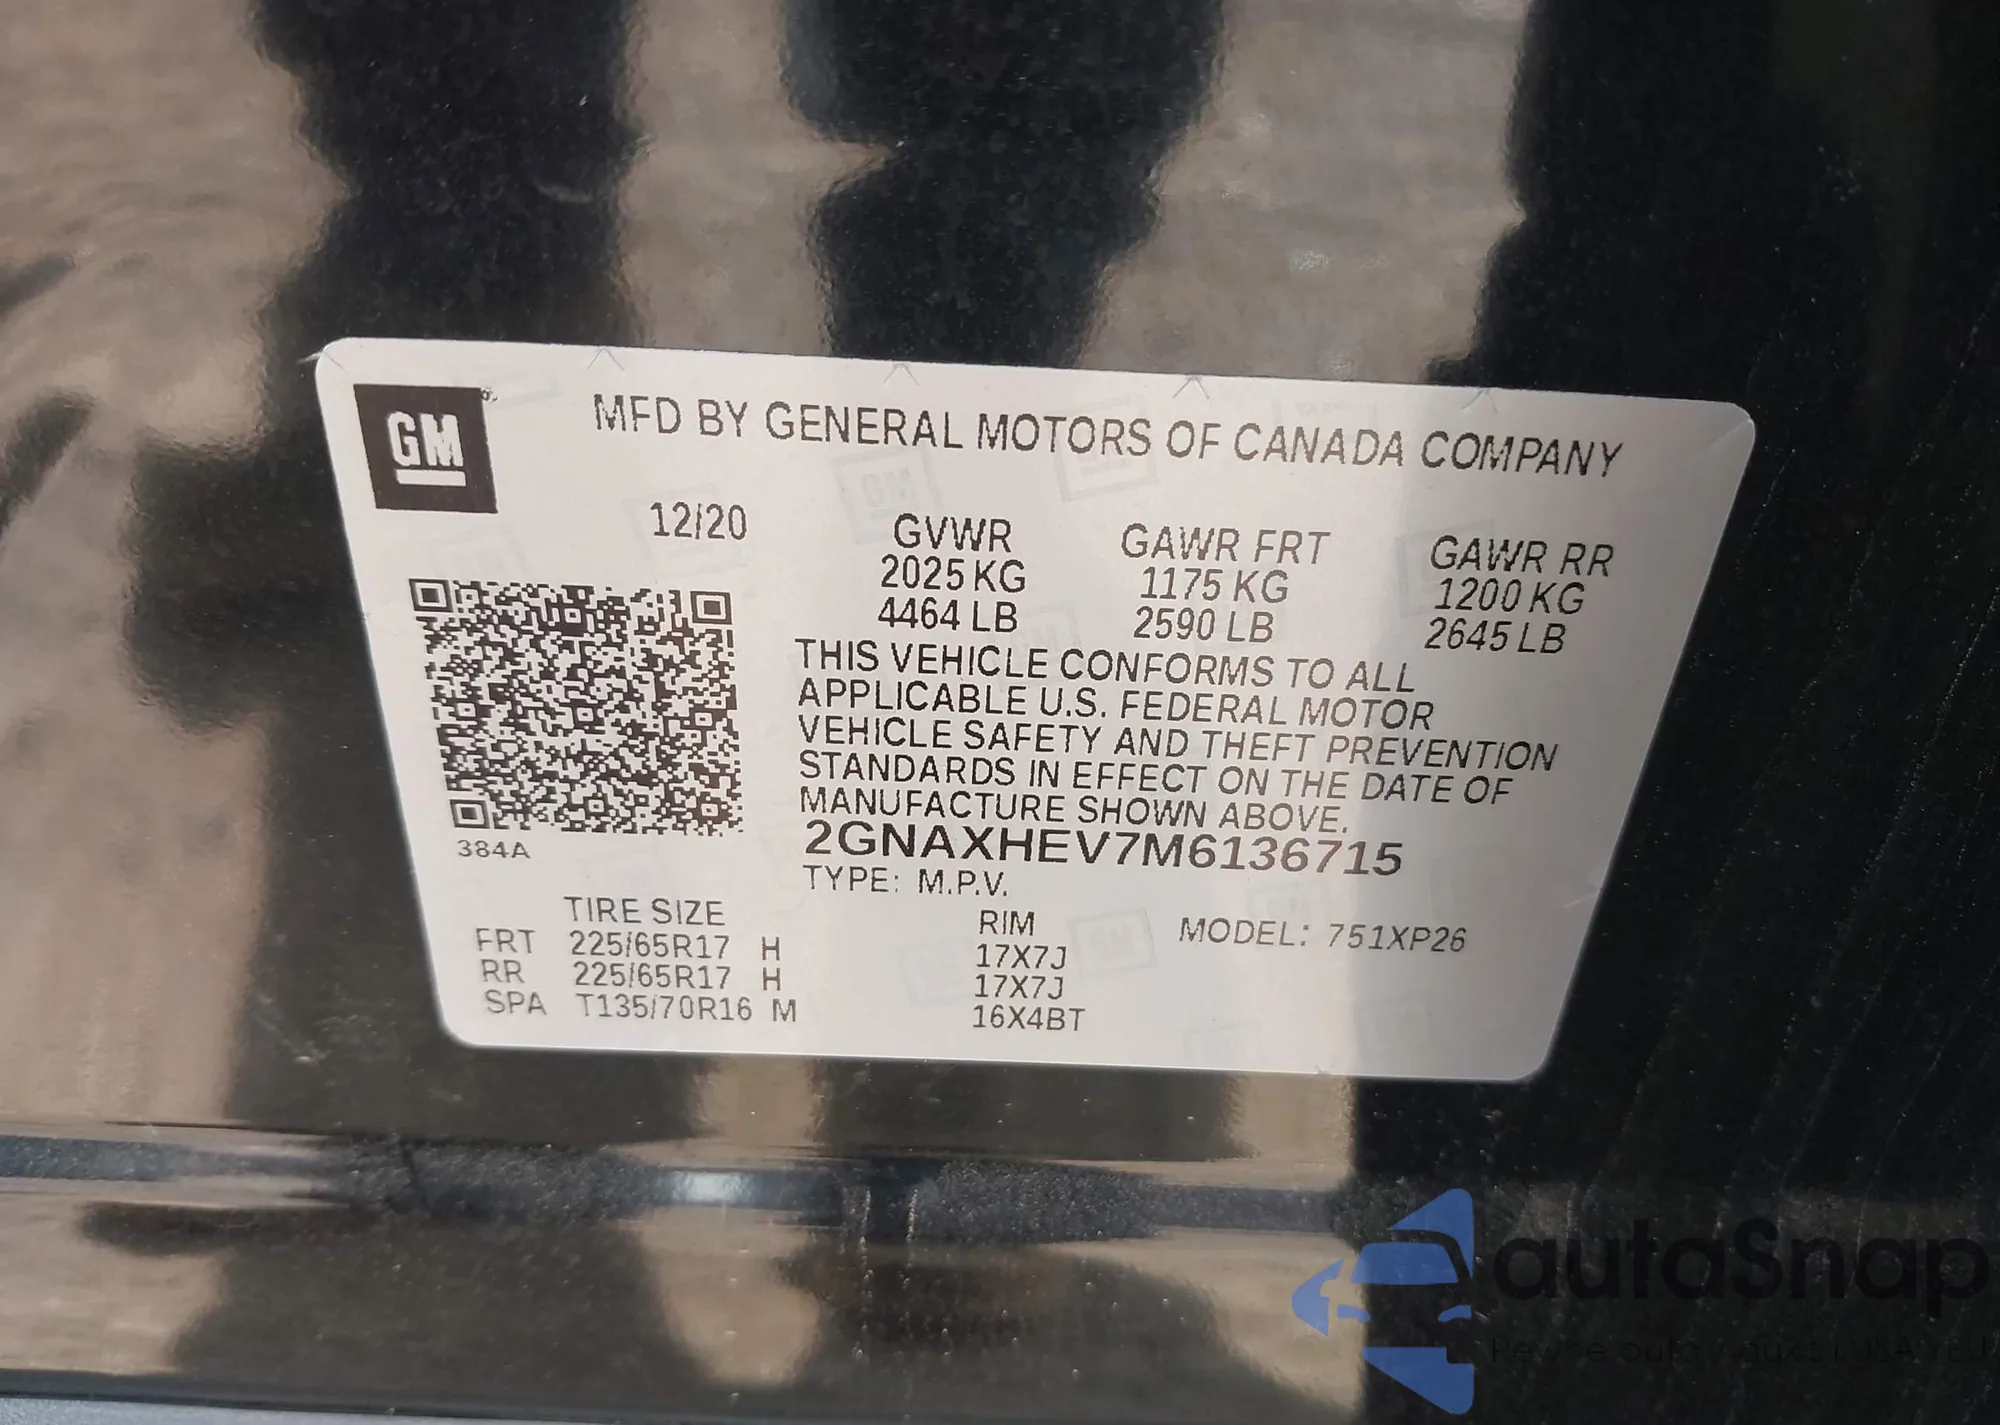 GM
MFD BY GENERAL MOTORS OF CANADA COMPANY
12/20
GVWR GAWR FRT GAWR RR
2025 KG 1175 KG 1200 KG
4464 LB 2590 LB 2645 LB
THIS VEHICLE CONFORMS TO ALL
APPLICABLE U.S. FEDERAL MOTOR
VEHICLE SAFETY AND THEFT PREVENTION
STANDARDS IN EFFECT ON THE DATE OF
MANUFACTURE SHOWN ABOVE.
2GNAXHEV7M6136715
384A
TYPE: M.P.V.
TIRE SIZE RIM MODEL: 751XP26
FRT 225/65R17 H 17X7J
RR 225/65R17 H 17X7J
SPA T135/70R16 M 16X4BT
autaSnap